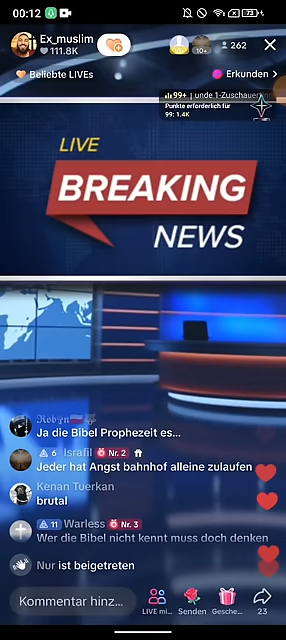 00:12
73
Ex_muslim
111.8K
10+
262
Beliebte LIVEs
Erkunden >
99+ | unde 1-Zuschauer
Punkte erforderlich für
99: 1.4K
LIVE
BREAKING
NEWS
Ja die Bibel Prophezeit es...
6 Israfil Nr. 2
Jeder hat Angst bahnhof alleine zulaufen
Kenan Tuerkan
brutal
11 Warless Nr. 3
Wer die Bibel nicht kennt muss doch denken
Nur ist beigetreten
Kommentar hinz...
LIVE mi...
Senden
Gesche...
23